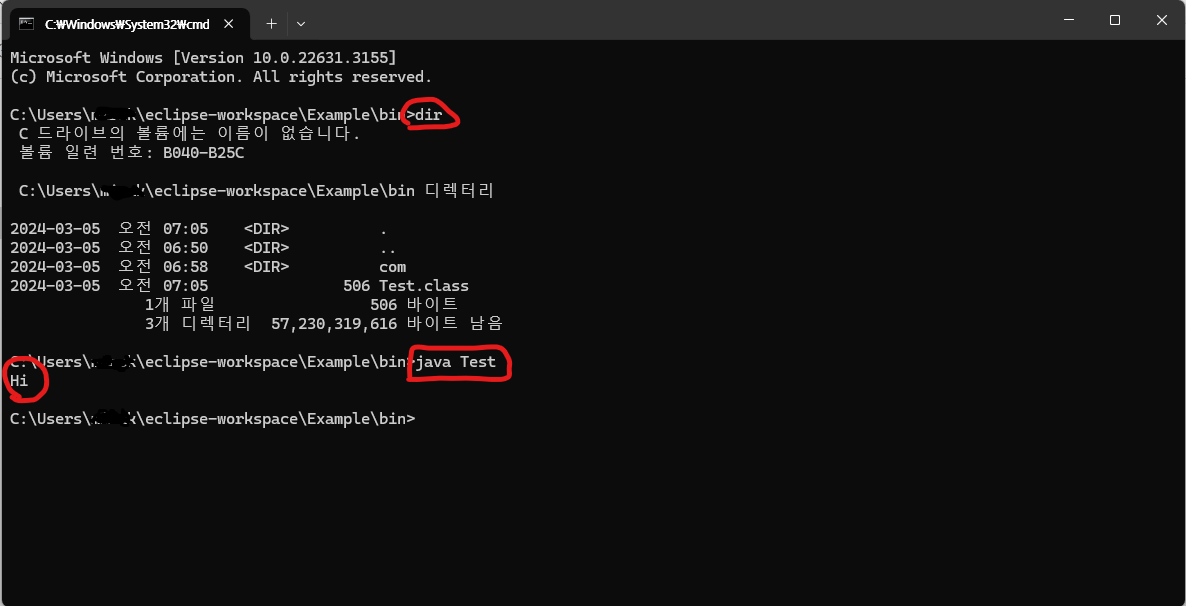 C:₩Windows₩System32₩cmd
Microsoft Windows [Version 10.0.22631.3155]
(c) Microsoft Corporation. All rights reserved.
C:\Users\ \eclipse-workspace\Example\bin>dir
C 드라이브의 볼륨에는 이름이 없습니다.
볼륨 일련 번호: B040-B25C
C:\Users\ \eclipse-workspace\Example\bin 디렉터리
2024-03-05 오전 07:05 <DIR> .
2024-03-05 오전 06:50 <DIR> ..
2024-03-05 오전 06:58 <DIR> com
2024-03-05 오전 07:05 506 Test.class
1개 파일 506 바이트
3개 디렉터리 57,230,319,616 바이트 남음
C:\Users\ \eclipse-workspace\Example\bin>java Test
Hi
C:\Users\ \eclipse-workspace\Example\bin>